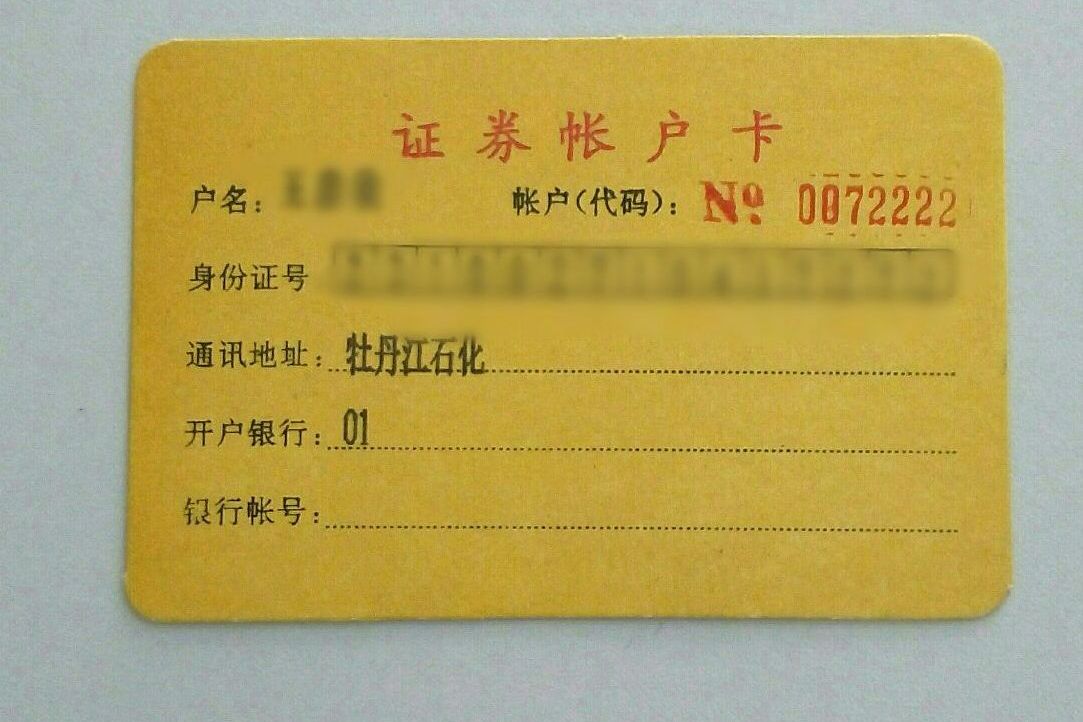 证券帐户卡
户名： 帐户（代码）： № 0072222
身份证号
通讯地址：牡丹江石化
开户银行：01
银行帐号：